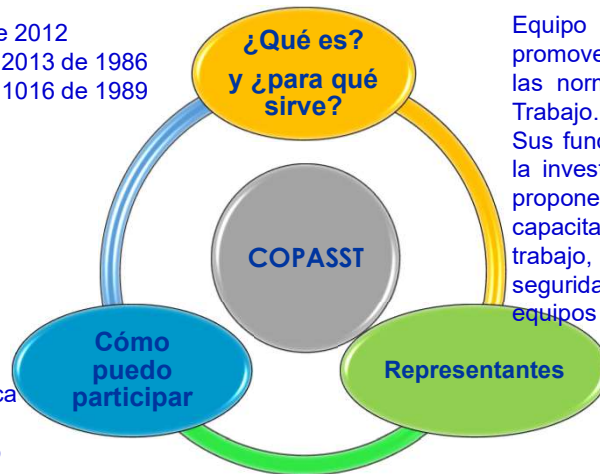 e 2012
2013 de 1986
1016 de 1989
¿Qué es?
y ¿para qué
sirve?
Equipo
promove
las norm
Trabajo.
Sus func
la invest
propone
capacita
trabajo,
segurida
equipos
COPASST
Cómo
puedo
participar
Representantes
ca